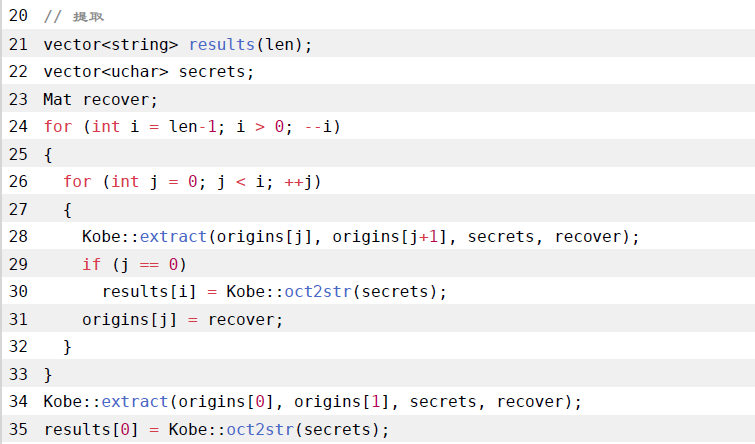 20 // 提取
21 vector<string> results(len);
22 vector<uchar> secrets;
23 Mat recover;
24 for (int i = len-1; i > 0; --i)
25 {
26   for (int j = 0; j < i; ++j)
27   {
28     Kobe::extract(origins[j], origins[j+1], secrets, recover);
29     if (j == 0)
30       results[i] = Kobe::oct2str(secrets);
31     origins[j] = recover;
32   }
33 }
34 Kobe::extract(origins[0], origins[1], secrets, recover);
35 results[0] = Kobe::oct2str(secrets);